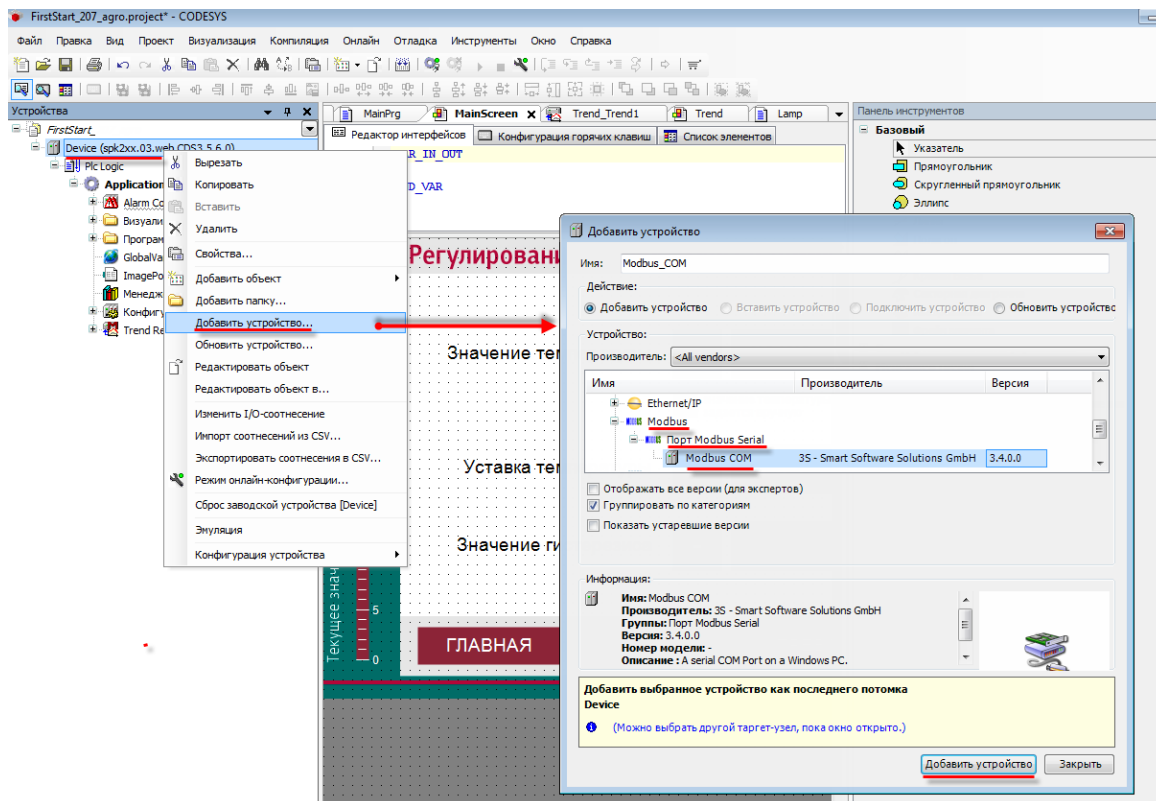 FirstStart_207_agro.project* - CODESYS
Файл Правка Вид Проект Визуализация Компиляция Онлайн Отладка Инструменты Окно Справка
Устройства
FirstStart_
Device (spk2xx.03.web CDS3.5.6.0)
Plc Logic
Application
Alarm Co
Визуали
Програм
GlobalVa
ImagePo
Менедж
Конфигу
Trend Re
Вырезать
Копировать
Вставить
Удалить
Свойства...
Добавить объект
Добавить папку...
Добавить устройство...
Обновить устройство...
Редактировать объект
Редактировать объект в...
Изменить I/O-соотнесение
Импорт соотнесений из CSV...
Экспортировать соотнесения в CSV...
Режим онлайн-конфигурации...
Сброс заводской устройства [Device]
Эмуляция
Конфигурация устройства
MainPrg MainScreen Trend_Trend1 Trend Lamp
Редактор интерфейсов Конфигурация горячих клавиш Список элементов
AR_IN_OUT
D_VAR
Регулировани
Значение тем
Уставка тем
Значение ги
Текущее знач
5
0
ГЛАВНАЯ
Панель инструментов
Базовый
Указатель
Прямоугольник
Скругленный прямоугольник
Эллипс
Добавить устройство
Имя: Modbus_COM
Действие:
Добавить устройство Вставить устройство Подключить устройство Обновить устройство
Устройство:
Производитель: <All vendors>
Имя Производитель Версия
Ethernet/IP
Modbus
Порт Modbus Serial
Modbus COM 3S - Smart Software Solutions GmbH 3.4.0.0
Отображать все версии (для экспертов)
Группировать по категориям
Показать устаревшие версии
Информация:
Имя: Modbus COM
Производитель: 3S - Smart Software Solutions GmbH
Группы: Порт Modbus Serial
Версия: 3.4.0.0
Номер модели: -
Описание : A serial COM Port on a Windows PC.
Добавить выбранное устройство как последнего потомка
Device
(Можно выбрать другой таргет-узел, пока окно открыто.)
Добавить устройство Закрыть